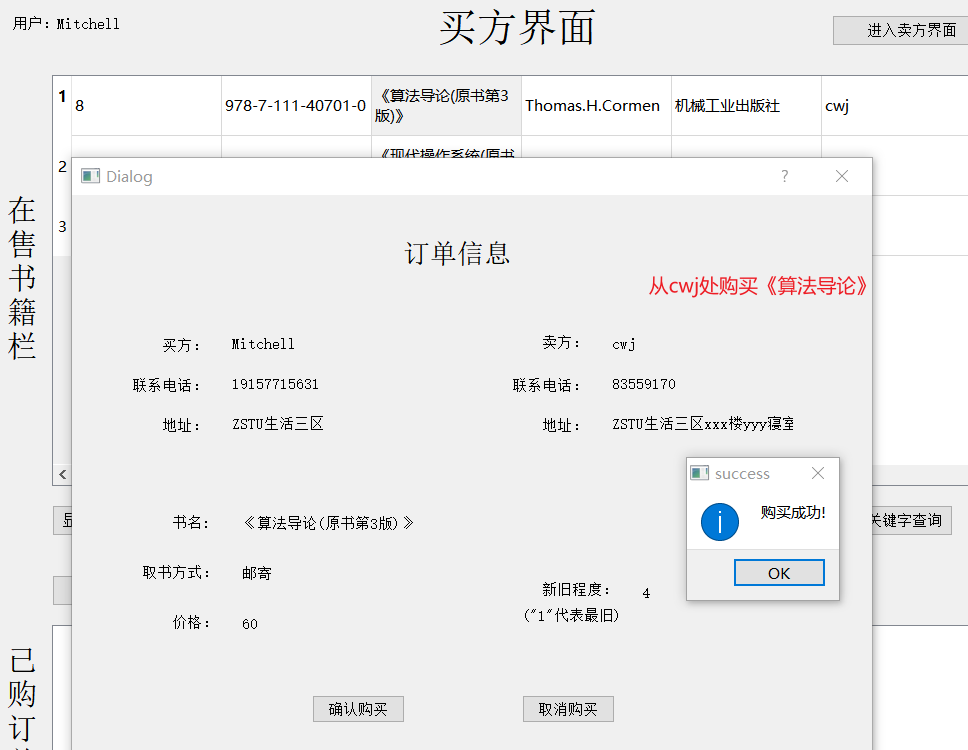 用户：Mitchell
买方界面
进入卖方界面
1
8
978-7-111-40701-0
《算法导论(原书第3
版)》
Thomas.H.Cormen
机械工业出版社
cwj
2
《现代操作系统(原书
3
在售书籍栏
Dialog
?
订单信息
从cwj处购买《算法导论》
买方：
Mitchell
卖方：
cwj
联系电话：
19157715631
联系电话：
83559170
地址：
ZSTU生活三区
地址：
ZSTU生活三区xxx楼yyy寝室
success
购买成功!
OK
关键字查询
书名：
《算法导论(原书第3版)》
取书方式：
邮寄
新旧程度：
4
("1"代表最旧)
价格：
60
已购订
确认购买
取消购买